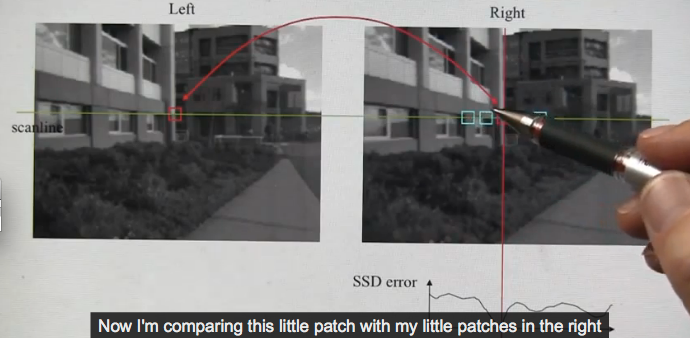 Left
Right
scanline
SSD error
Now I'm comparing this little patch with my little patches in the right